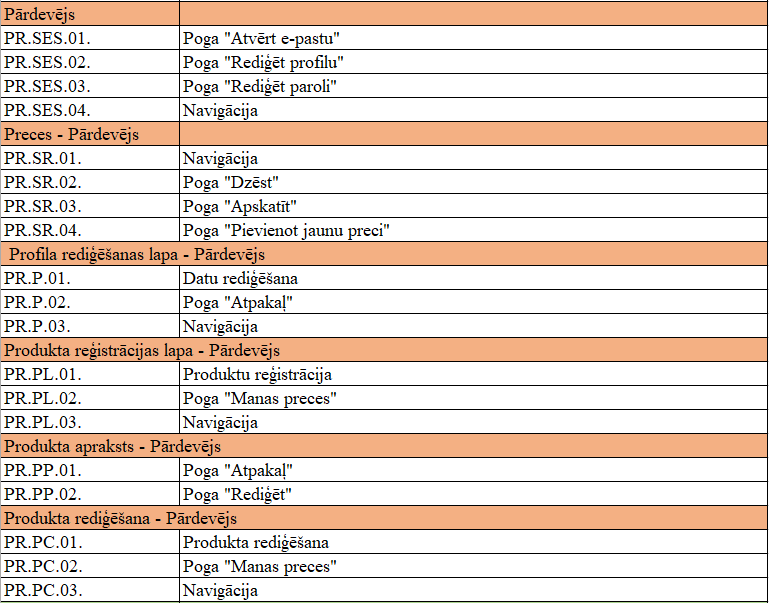 Pārdevējs
PR.SES.01. Poga "Atvērt e-pastu"
PR.SES.02. Poga "Rediģēt profilu"
PR.SES.03. Poga "Rediģēt paroli"
PR.SES.04. Navigācija
Preces - Pārdevējs
PR.SR.01. Navigācija
PR.SR.02. Poga "Dzēst"
PR.SR.03. Poga "Apskatīt"
PR.SR.04. Poga "Pievienot jaunu preci"
Profila rediģēšanas lapa - Pārdevējs
PR.P.01. Datu rediģēšana
PR.P.02. Poga "Atpakaļ"
PR.P.03. Navigācija
Produkta reģistrācijas lapa - Pārdevējs
PR.PL.01. Produktu reģistrācija
PR.PL.02. Poga "Manas preces"
PR.PL.03. Navigācija
Produkta apraksts - Pārdevējs
PR.PP.01. Poga "Atpakaļ"
PR.PP.02. Poga "Rediģēt"
Produkta rediģēšana - Pārdevējs
PR.PC.01. Produkta rediģēšana
PR.PC.02. Poga "Manas preces"
PR.PC.03. Navigācija